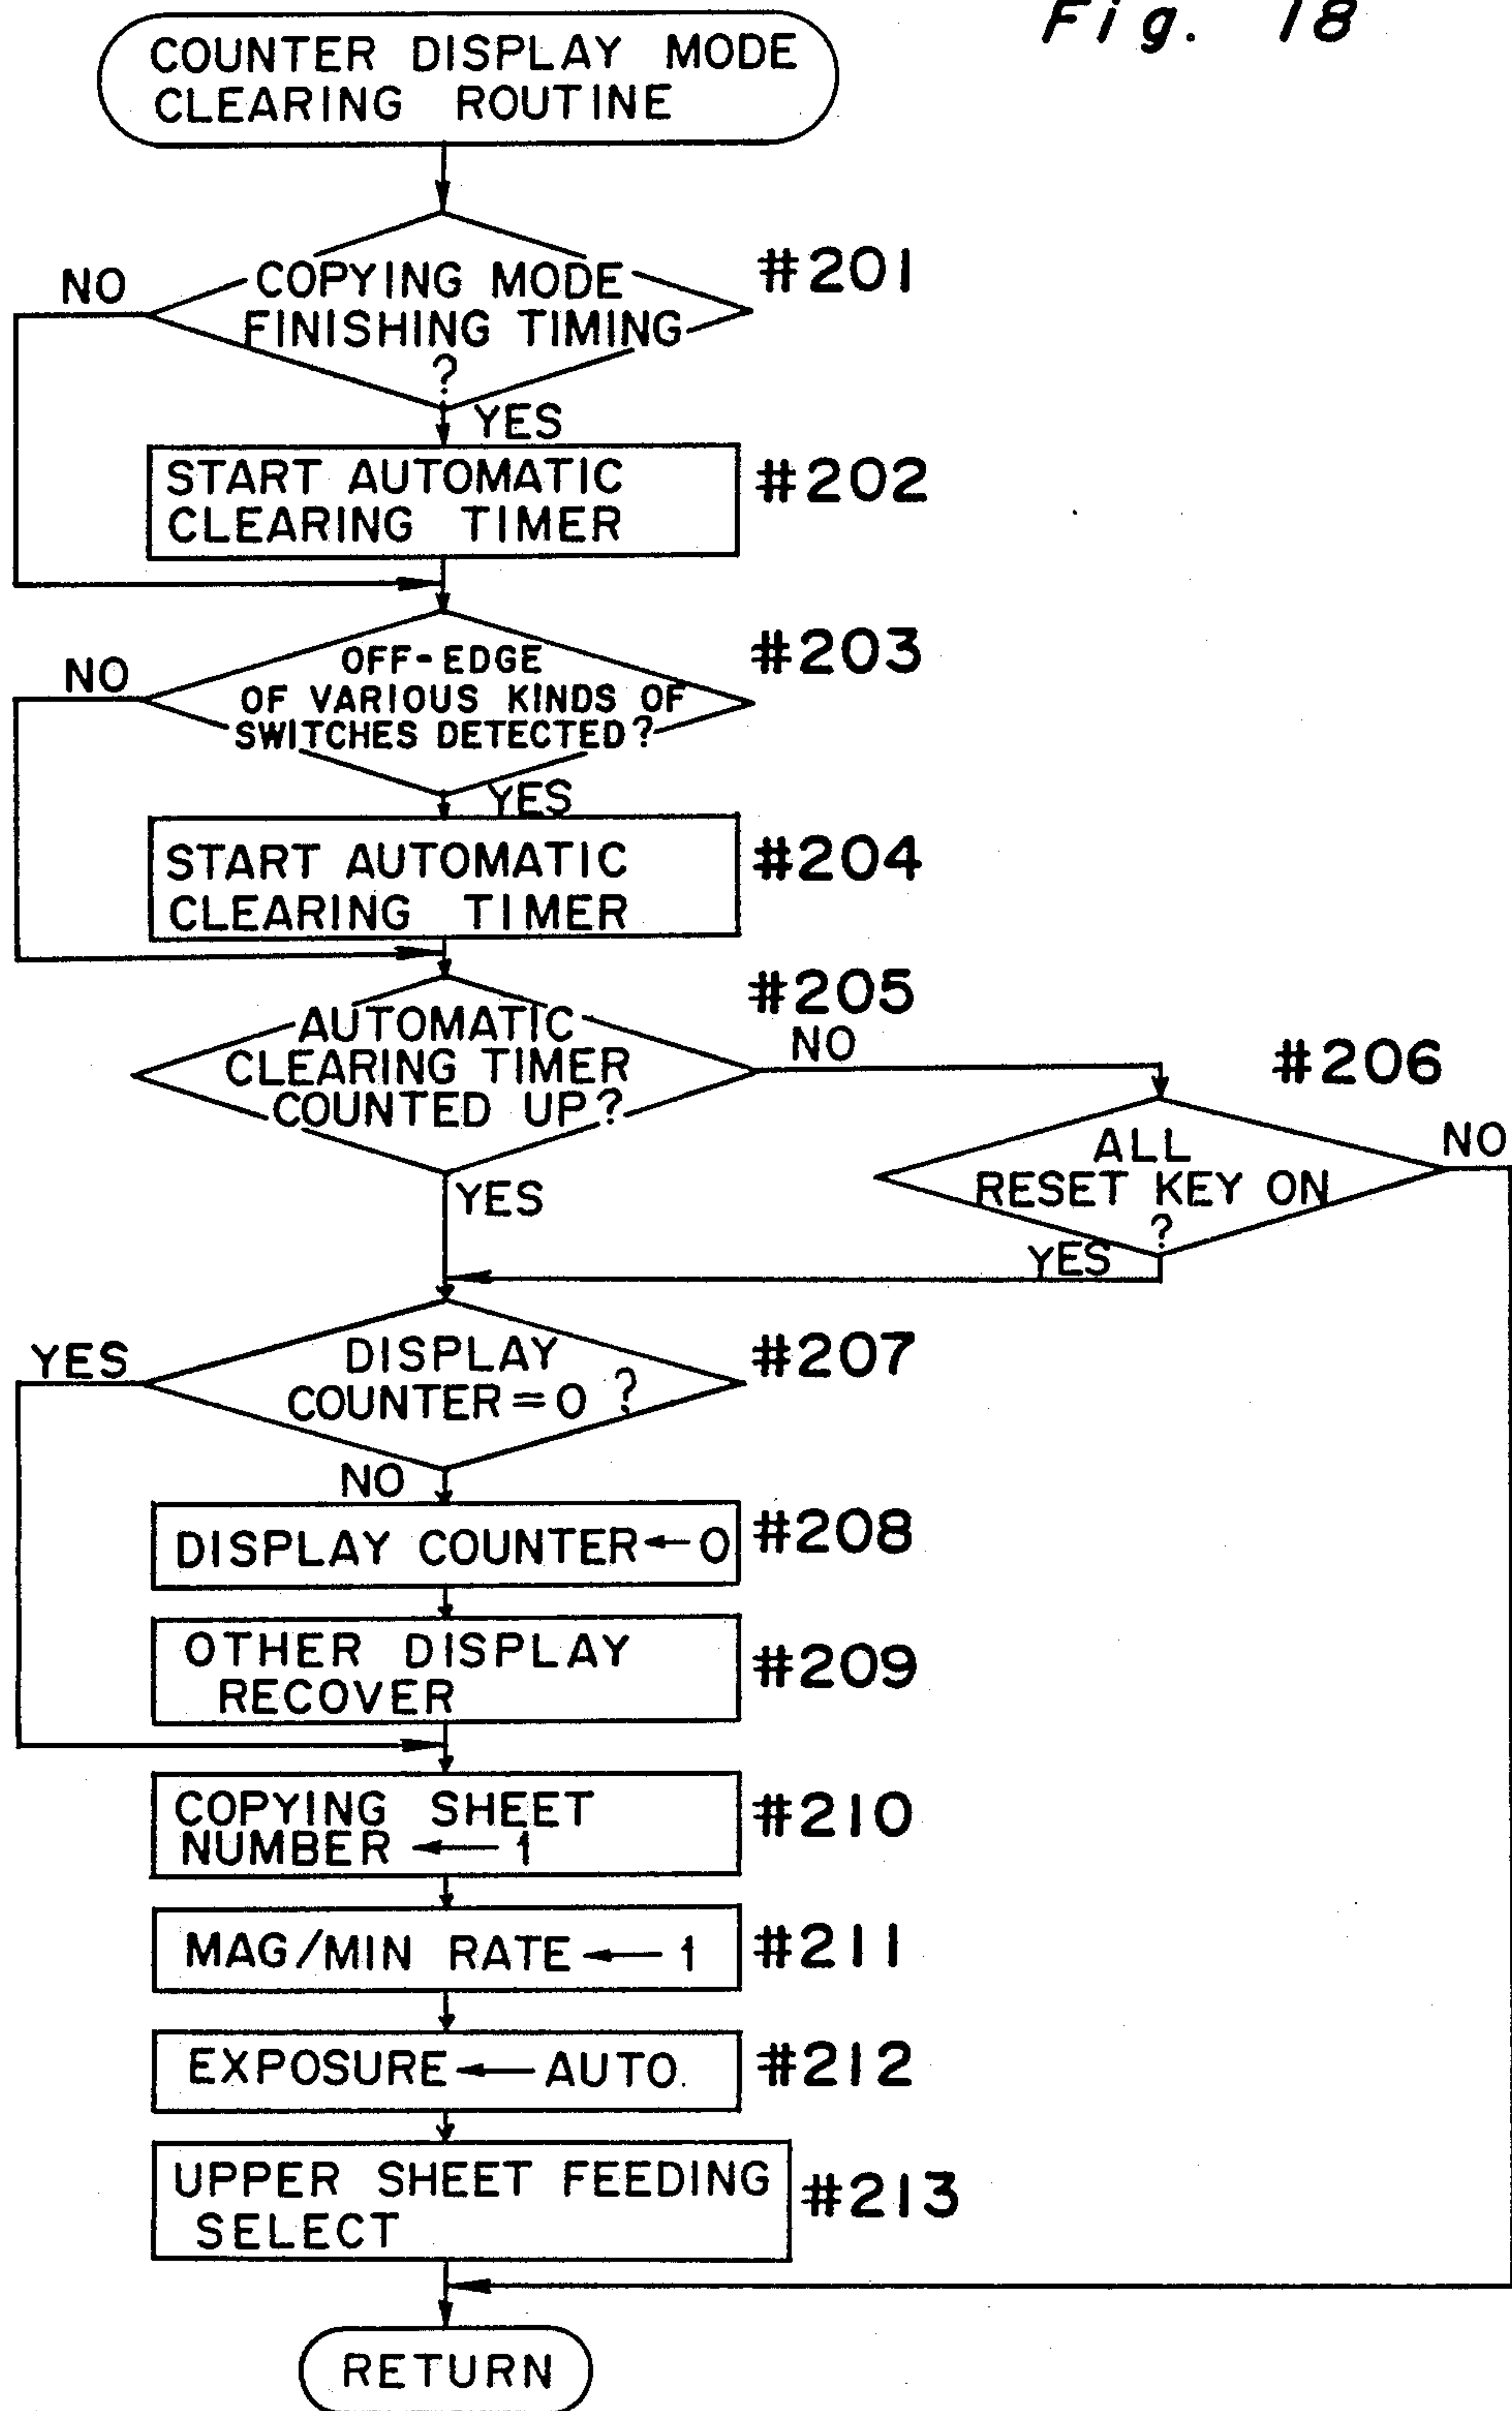 Fig. 18
COUNTER DISPLAY MODE
CLEARING ROUTINE
#201
NO
COPYING MODE
FINISHING TIMING
?
YES
START AUTOMATIC
CLEARING TIMER
#202
#203
NO
OFF-EDGE
OF VARIOUS KINDS OF
SWITCHES DETECTED?
YES
START AUTOMATIC
CLEARING TIMER
#204
#205
AUTOMATIC
CLEARING TIMER
COUNTED UP?
NO
YES
#206
ALL
RESET KEY ON
?
NO
YES
#207
YES
DISPLAY
COUNTER=0 ?
NO
DISPLAY COUNTER←0
#208
OTHER DISPLAY
RECOVER
#209
COPYING SHEET
NUMBER ← 1
#210
MAG/MIN RATE ← 1
#211
EXPOSURE ← AUTO.
#212
UPPER SHEET FEEDING
SELECT
#213
RETURN